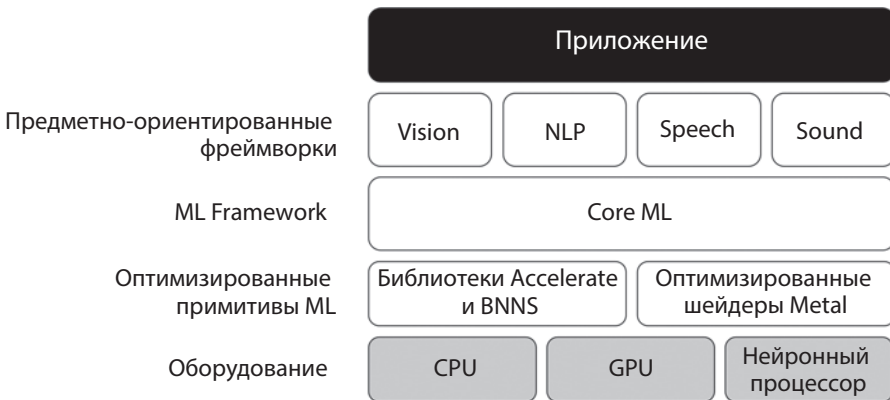 Приложение
Предметно-ориентированные
фреймворки
Vision
NLP
Speech
Sound
ML Framework
Core ML
Оптимизированные
примитивы ML
Библиотеки Accelerate
и BNNS
Оптимизированные
шейдеры Metal
Оборудование
CPU
GPU
Нейронный
процессор